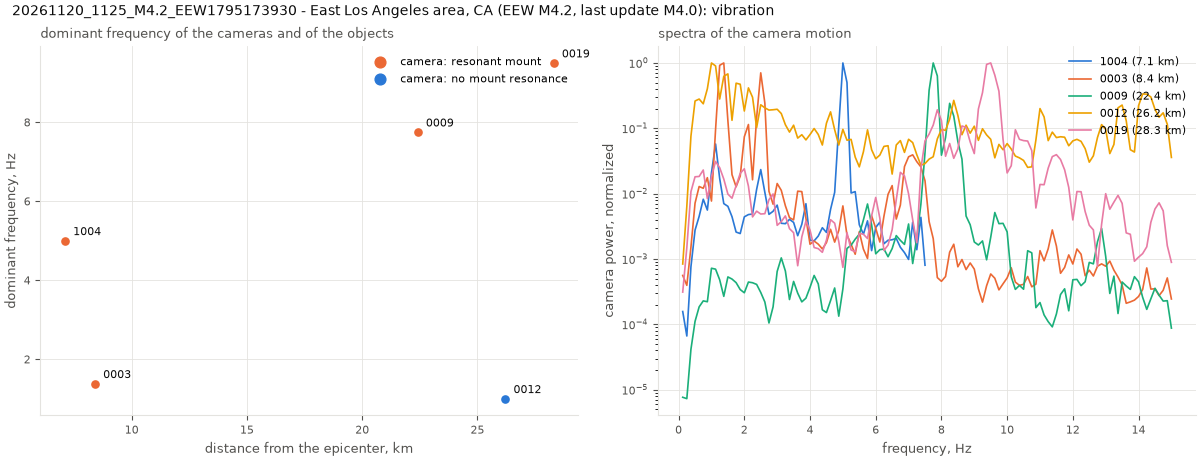 20261120_1125_M4.2_EEW1795173930 - East Los Angeles area, CA (EEW M4.2, last update M4.0): vibration
dominant frequency of the cameras and of the objects
camera: resonant mount
camera: no mount resonance
0019
0009
1004
0003
0012
8
6
4
2
10
15
20
25
dominant frequency, Hz
distance from the epicenter, km
spectra of the camera motion
1004 (7.1 km)
0003 (8.4 km)
0009 (22.4 km)
0012 (26.2 km)
0019 (28.3 km)
10⁰
10⁻¹
10⁻²
10⁻³
10⁻⁴
10⁻⁵
0
2
4
6
8
10
12
14
camera power, normalized
frequency, Hz